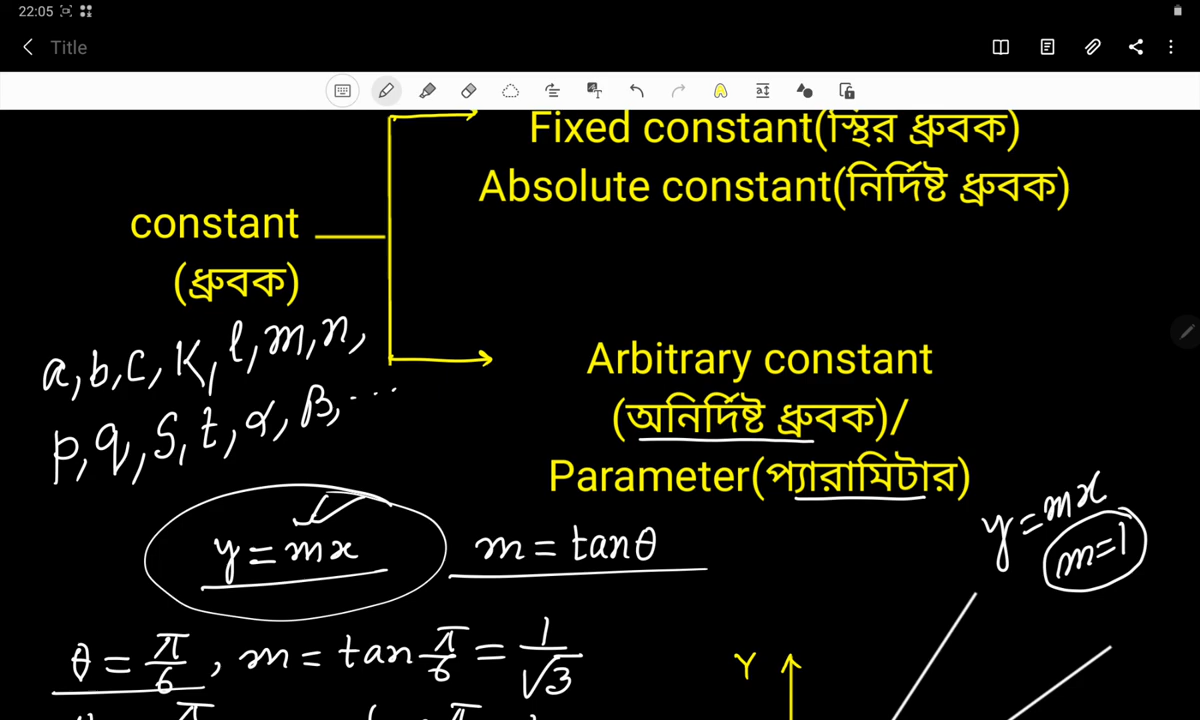 22:05
Title
Fixed constant(স্থির ধ্রুবক)
Absolute constant(নির্দিষ্ট ধ্রুবক)
constant
(ধ্রুবক)
a, b, c, K, l, m, n,
p, q, s, t, α, β, ...
Arbitrary constant
(অনির্দিষ্ট ধ্রুবক)/
Parameter(প্যারামিটার)
y = mx
m = 1
y = mx
m = tanθ
θ = π/6 , m = tan π/6 = 1/√3
Y